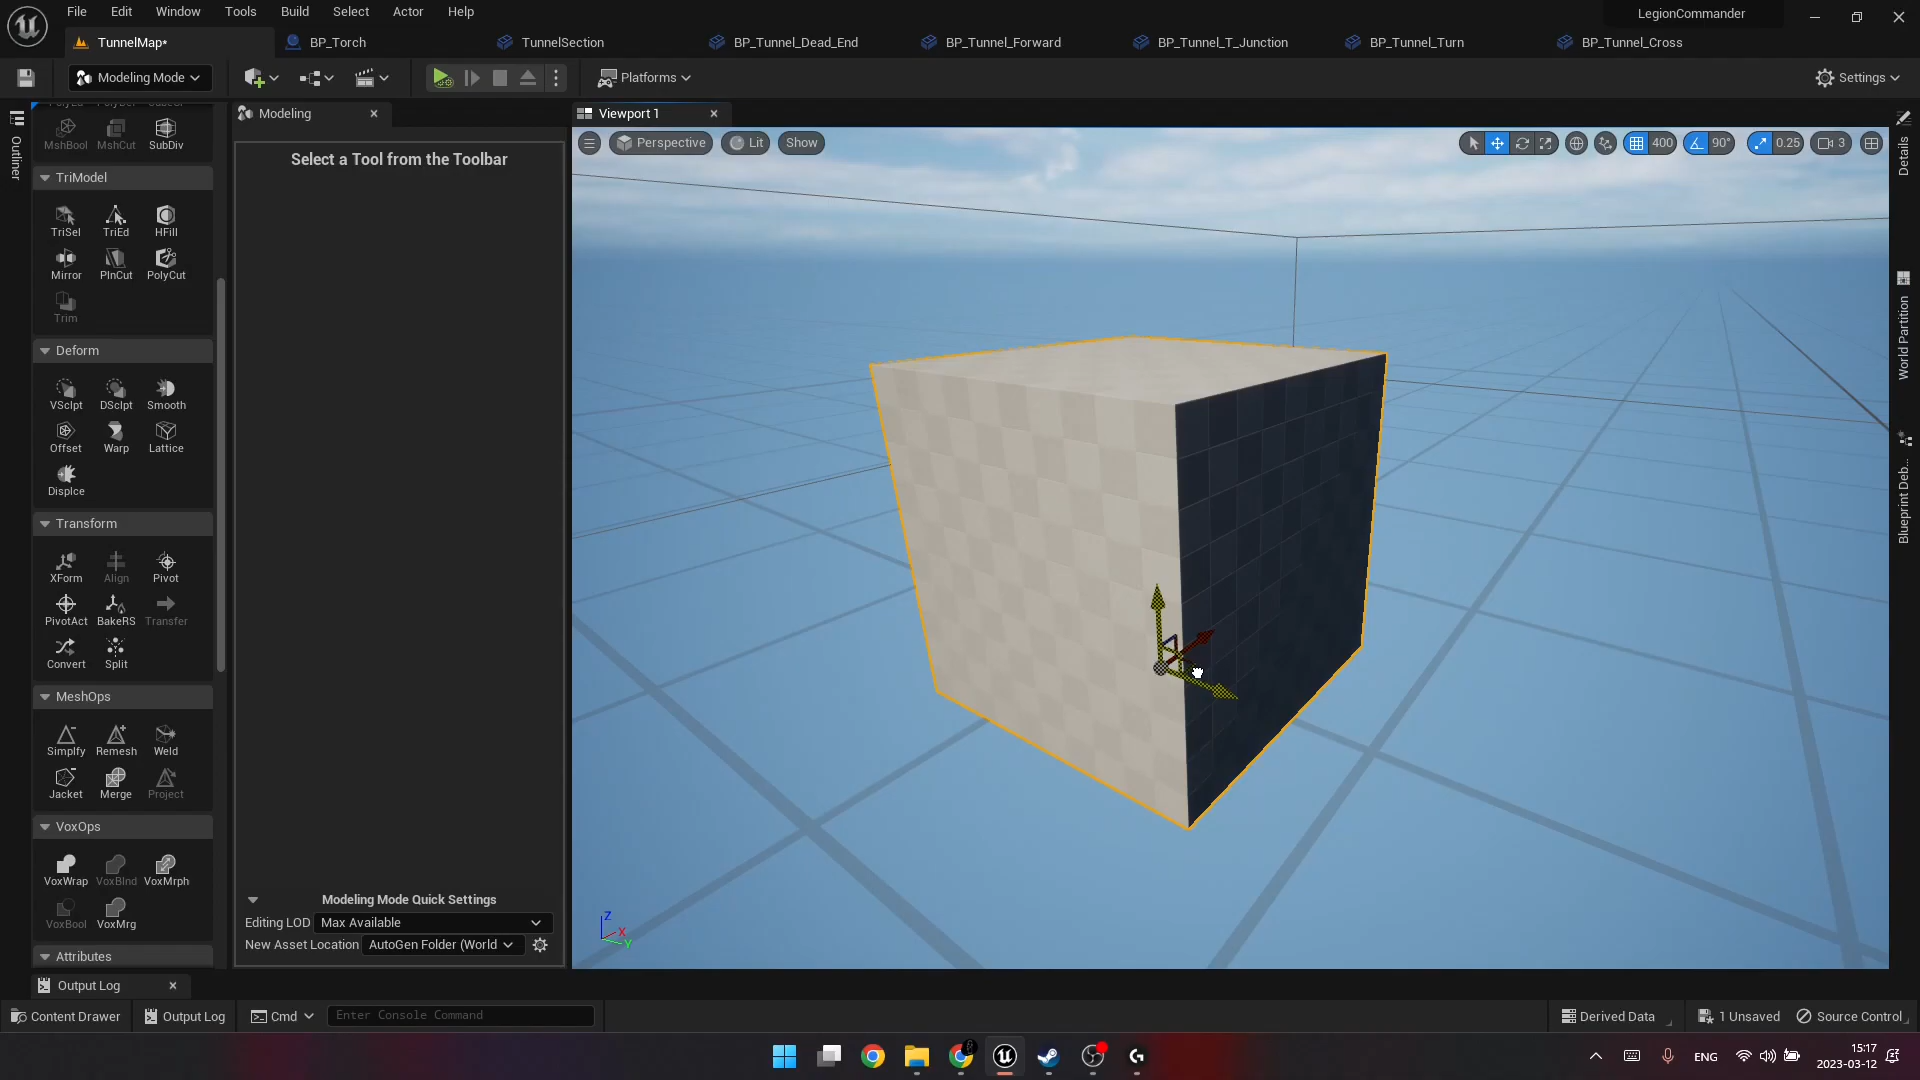 File Edit Window Tools Build Select Actor Help
LegionCommander
TunnelMap*
BP_Torch
TunnelSection
BP_Tunnel_Dead_End
BP_Tunnel_Forward
BP_Tunnel_T_Junction
BP_Tunnel_Turn
BP_Tunnel_Cross
Modeling Mode
Platforms
Settings
Outliner
MshBool MshCut SubDiv
TriModel
TriSel TriEd HFill
Mirror PlnCut PolyCut
Trim
Deform
VSclpt DSclpt Smooth
Offset Warp Lattice
Displce
Transform
XForm Align Pivot
PivotAct BakeRS Transfer
Convert Split
MeshOps
Simplfy Remesh Weld
Jacket Merge Project
VoxOps
VoxWrap VoxBlnd VoxMrph
VoxBool VoxMrg
Attributes
Modeling
Select a Tool from the Toolbar
Modeling Mode Quick Settings
Editing LOD Max Available
New Asset Location AutoGen Folder (World
Viewport 1
Perspective Lit Show
400 90° 0.25 3
Z
X
Y
Details
World Partition
Blueprint Deb...
Output Log
Content Drawer Output Log Cmd Enter Console Command
Derived Data 1 Unsaved Source Control
ENG
15:17
2023-03-12